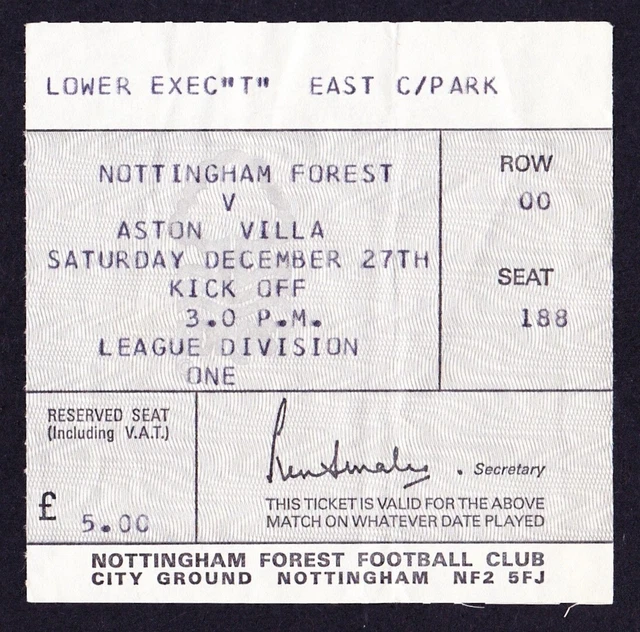 LOWER EXEC"T" EAST C/PARK
NOTTINGHAM FOREST
V
ASTON VILLA
SATURDAY DECEMBER 27TH
KICK OFF
3.0 P.M.
LEAGUE DIVISION
ONE
ROW
00
SEAT
188
RESERVED SEAT
(Including V.A.T.)
£ 5.00
Secretary
THIS TICKET IS VALID FOR THE ABOVE
MATCH ON WHATEVER DATE PLAYED
NOTTINGHAM FOREST FOOTBALL CLUB
CITY GROUND NOTTINGHAM NF2 5FJ